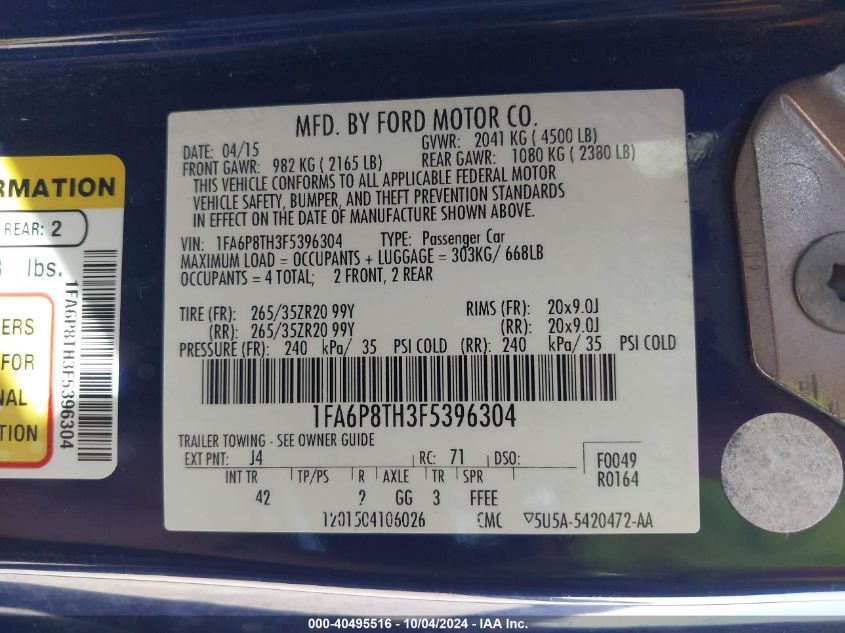 MFD. BY FORD MOTOR CO.
DATE: 04/15 GVWR: 2041 KG ( 4500 LB)
FRONT GAWR: 982 KG ( 2165 LB) REAR GAWR: 1080 KG ( 2380 LB)
THIS VEHICLE CONFORMS TO ALL APPLICABLE FEDERAL MOTOR
VEHICLE SAFETY, BUMPER, AND THEFT PREVENTION STANDARDS
IN EFFECT ON THE DATE OF MANUFACTURE SHOWN ABOVE.
VIN: 1FA6P8TH3F5396304 TYPE: Passenger Car
MAXIMUM LOAD = OCCUPANTS + LUGGAGE = 303KG/ 668LB
OCCUPANTS = 4 TOTAL; 2 FRONT, 2 REAR
TIRE (FR): 265/35ZR20 99Y RIMS (FR): 20x9.0J
(RR): 265/35ZR20 99Y (RR): 20x9.0J
PRESSURE (FR): 240 kPa/ 35 PSI COLD (RR): 240 kPa/ 35 PSI COLD
1FA6P8TH3F5396304
TRAILER TOWING - SEE OWNER GUIDE
EXT PNT: J4 RC: 71 DSO: F0049
R0164
INT TR TP/PS R AXLE TR SPR
42 9 GG 3 FFEE
1201504106026 CMC ▽5U5A-5420472-AA
RMATION
REAR: 2
lbs.
ERS
FOR
NAL
TION
1FA6P8TH3F5396304
000-40495516 - 10/04/2024 - IAA Inc.